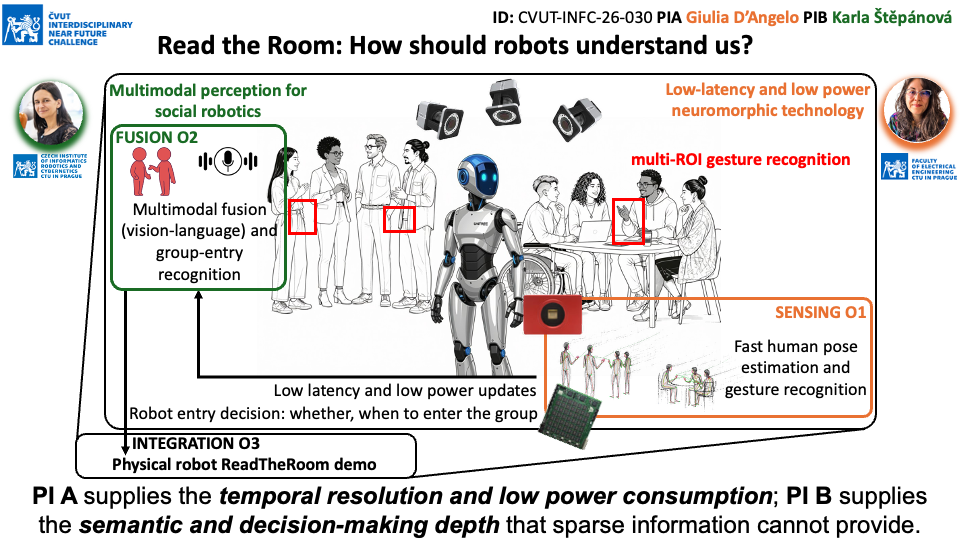 ČVUT
INTERDISCIPLINARY
NEAR FUTURE
CHALLENGE
ID: CVUT-INFC-26-030 PIA Giulia D’Angelo PIB Karla Štěpánová
Read the Room: How should robots understand us?
Multimodal perception for
social robotics
Low-latency and low power
neuromorphic technology
FUSION O2
multi-ROI gesture recognition
CZECH INSTITUTE
OF INFORMATICS
ROBOTICS AND
CYBERNETICS
CTU IN PRAGUE
FACULTY
OF ELECTRICAL
ENGINEERING
CTU IN PRAGUE
Multimodal fusion
(vision-language) and
group-entry
recognition
UNITREE
SENSING O1
Fast human pose
estimation and
gesture recognition
Low latency and low power updates
Robot entry decision: whether, when to enter the group
INTEGRATION O3
Physical robot ReadTheRoom demo
PI A supplies the temporal resolution and low power consumption; PI B supplies
the semantic and decision-making depth that sparse information cannot provide.